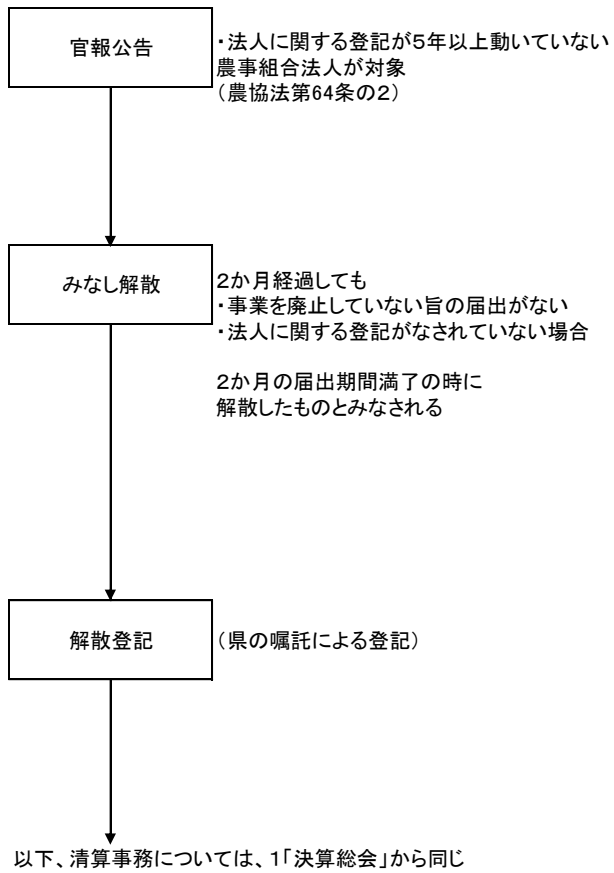 官報公告
・法人に関する登記が5年以上動いていない
農事組合法人が対象
（農協法第64条の２）
みなし解散
２か月経過しても
・事業を廃止していない旨の届出がない
・法人に関する登記がなされていない場合
２か月の届出期間満了の時に
解散したものとみなされる
解散登記
（県の嘱託による登記）
以下、清算事務については、１「決算総会」から同じ